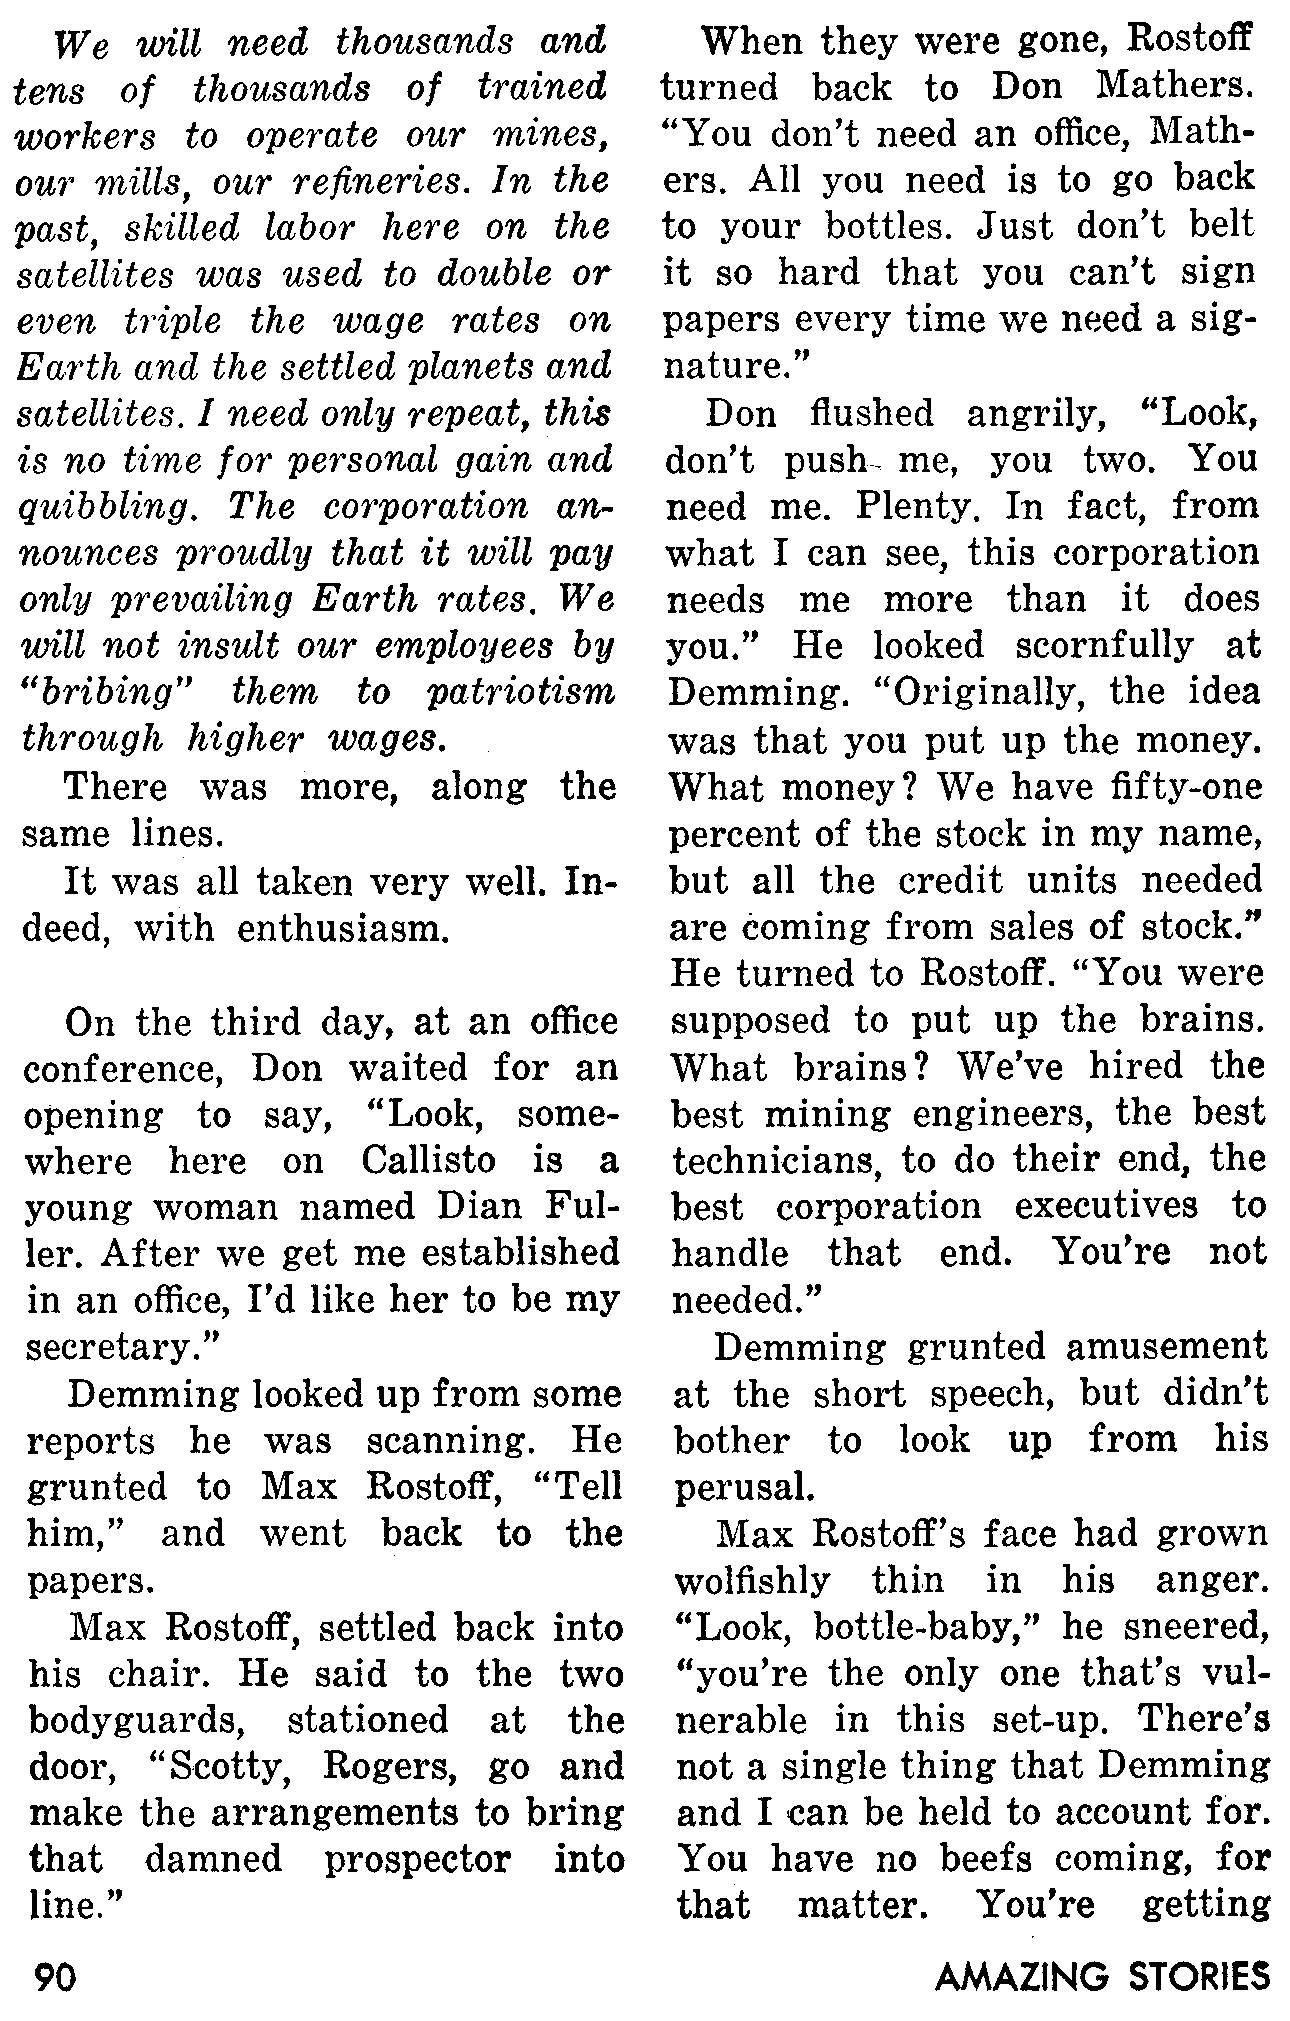 We will need thousands and
tens of thousands of trained
workers to operate our mines,
our mills, our refineries. In the
past, skilled labor here on the
satellites was used to double or
even triple the wage rates on
Earth and the settled planets and
satellites. I need only repeat, this
is no time for personal gain and
quibbling. The corporation an-
nounces proudly that it will pay
only prevailing Earth rates. We
will not insult our employees by
“bribing” them to patriotism
through higher wages.
There was more, along the
same lines.
It was all taken very well. In-
deed, with enthusiasm.
On the third day, at an office
conference, Don waited for an
opening to say, “Look, some-
where here on Callisto is a
young woman named Dian Ful-
ler. After we get me established
in an office, I’d like her to be my
secretary.”
Demming looked up from some
reports he was scanning. He
grunted to Max Rostoff, “Tell
him,” and went back to the
papers.
Max Rostoff, settled back into
his chair. He said to the two
bodyguards, stationed at the
door, “Scotty, Rogers, go and
make the arrangements to bring
that damned prospector into
line.”
When they were gone, Rostoff
turned back to Don Mathers.
“You don’t need an office, Math-
ers. All you need is to go back
to your bottles. Just don’t belt
it so hard that you can’t sign
papers every time we need a sig-
nature.”
Don flushed angrily, “Look,
don’t push me, you two. You
need me. Plenty. In fact, from
what I can see, this corporation
needs me more than it does
you.” He looked scornfully at
Demming. “Originally, the idea
was that you put up the money.
What money? We have fifty-one
percent of the stock in my name,
but all the credit units needed
are coming from sales of stock.”
He turned to Rostoff. “You were
supposed to put up the brains.
What brains? We’ve hired the
best mining engineers, the best
technicians, to do their end, the
best corporation executives to
handle that end. You’re not
needed.”
Demming grunted amusement
at the short speech, but didn’t
bother to look up from his
perusal.
Max Rostoff’s face had grown
wolfishly thin in his anger.
“Look, bottle-baby,” he sneered,
“you’re the only one that’s vul-
nerable in this set-up. There’s
not a single thing that Demming
and I can be held to account for.
You have no beefs coming, for
that matter. You’re getting
90
AMAZING STORIES